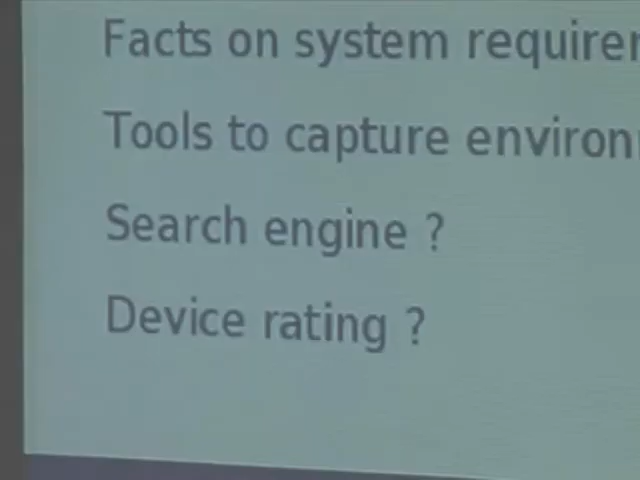 Facts on system requirem
Tools to capture environ
Search engine ?
Device rating ?